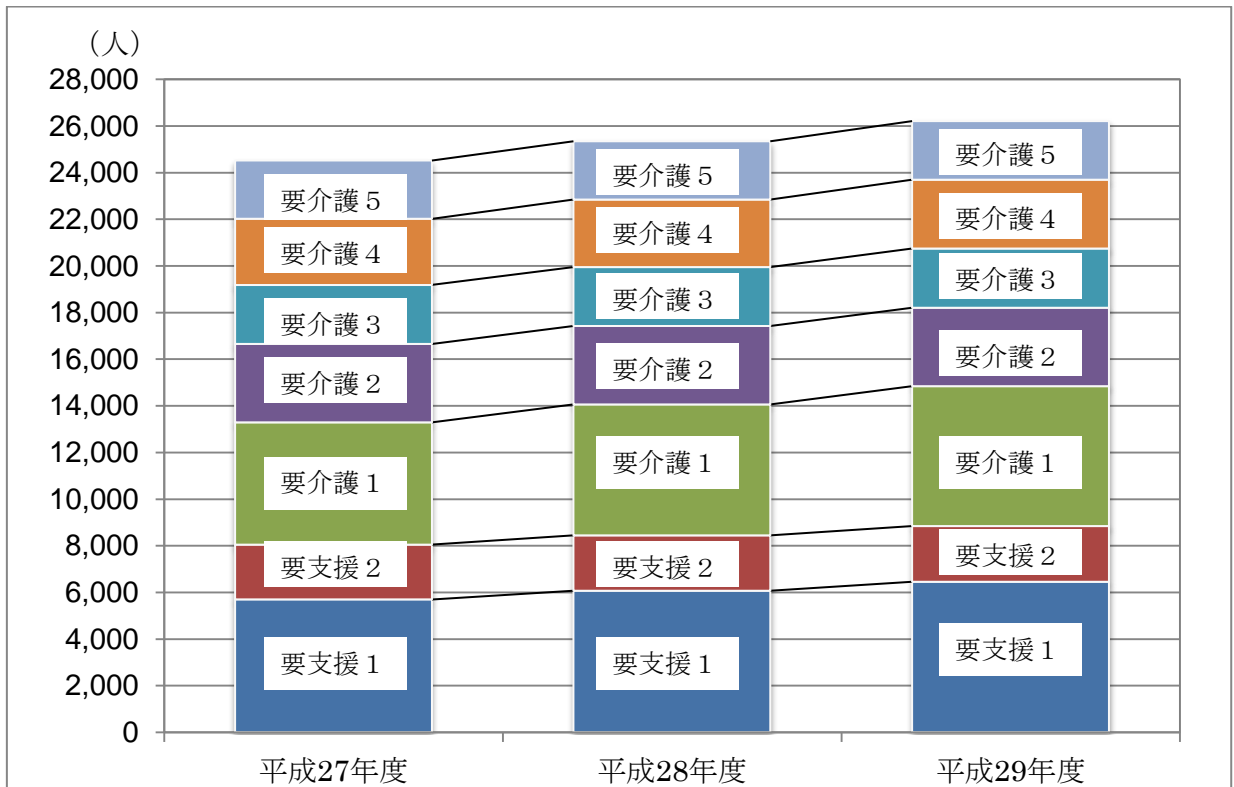 （人）
28,000
26,000
24,000
22,000
20,000
18,000
16,000
14,000
12,000
10,000
8,000
6,000
4,000
2,000
0
要介護５
要介護４
要介護３
要介護２
要介護１
要支援２
要支援１
要介護５
要介護４
要介護３
要介護２
要介護１
要支援２
要支援１
要介護５
要介護４
要介護３
要介護２
要介護１
要支援２
要支援１
平成27年度
平成28年度
平成29年度